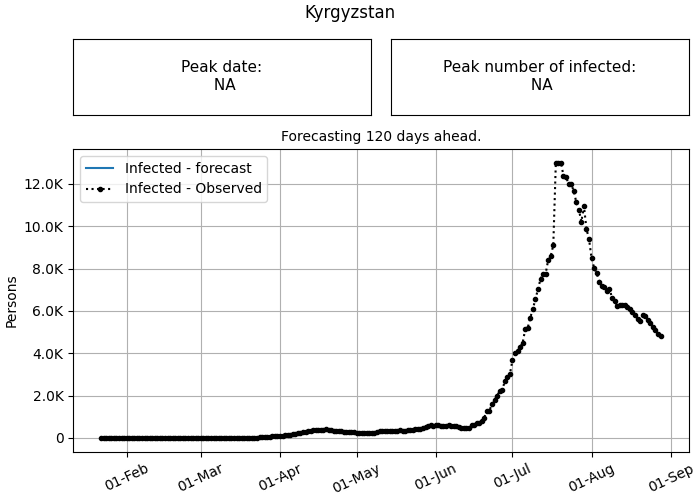 Kyrgyzstan
Peak date:
NA
Peak number of infected:
NA
Forecasting 120 days ahead.
Infected - forecast
Infected - Observed
Persons
12.0K
10.0K
8.0K
6.0K
4.0K
2.0K
0
01-Feb
01-Mar
01-Apr
01-May
01-Jun
01-Jul
01-Aug
01-Sep